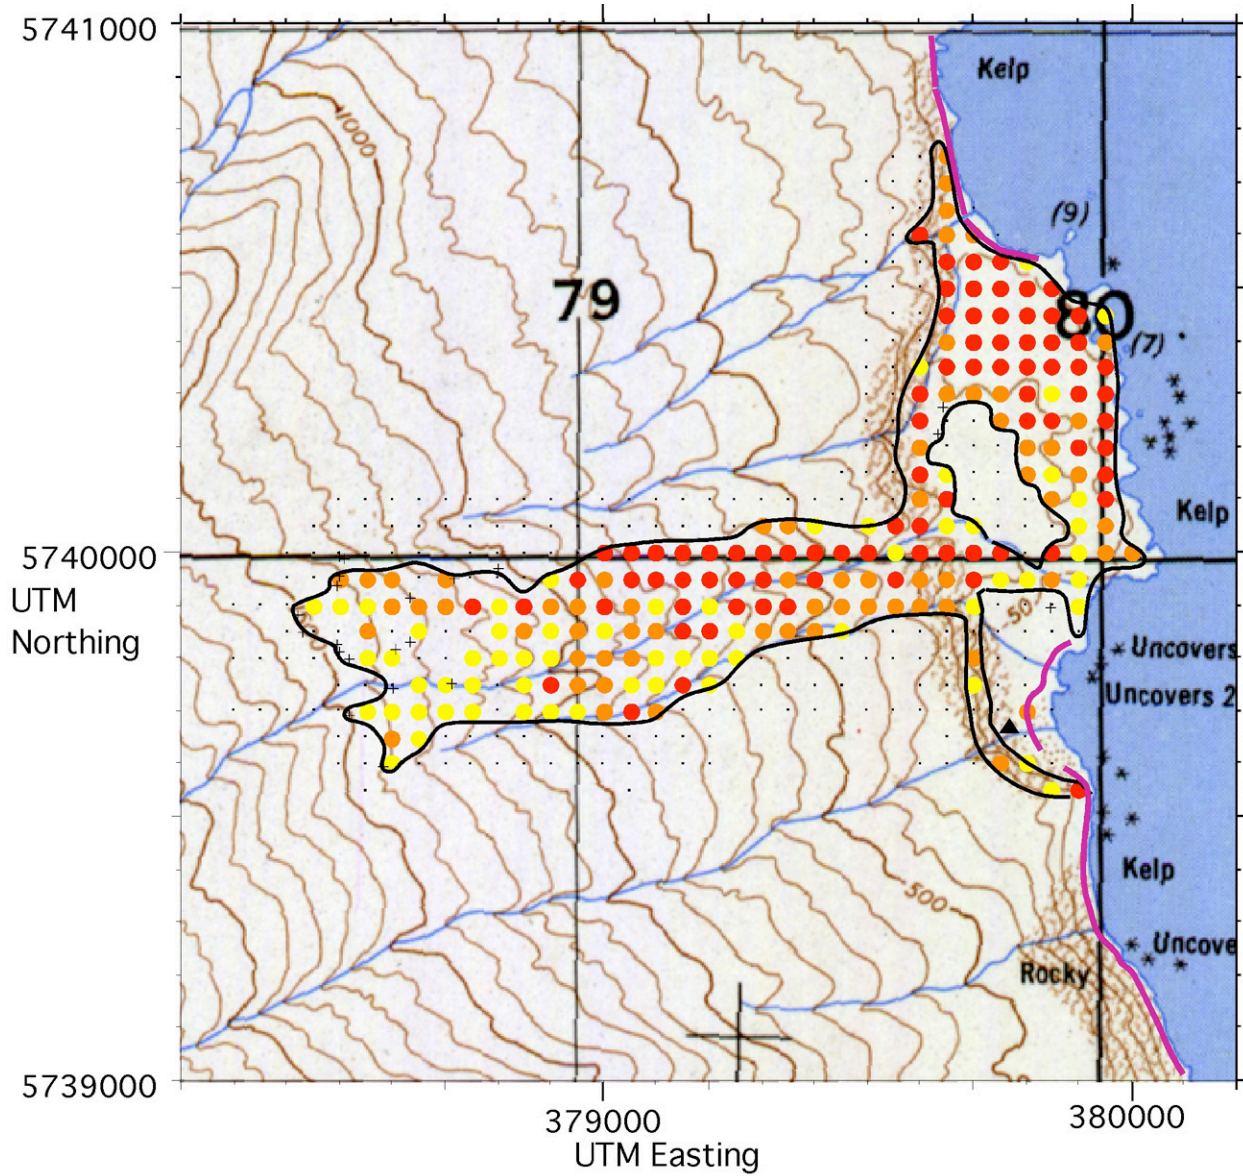 5741000
Kelp
1000
(9)
79
80
(7)
Kelp
5740000
UTM
Northing
50
Uncovers
Uncovers 2
Kelp
500
Uncove
Rocky
5739000
379000
380000
UTM Easting